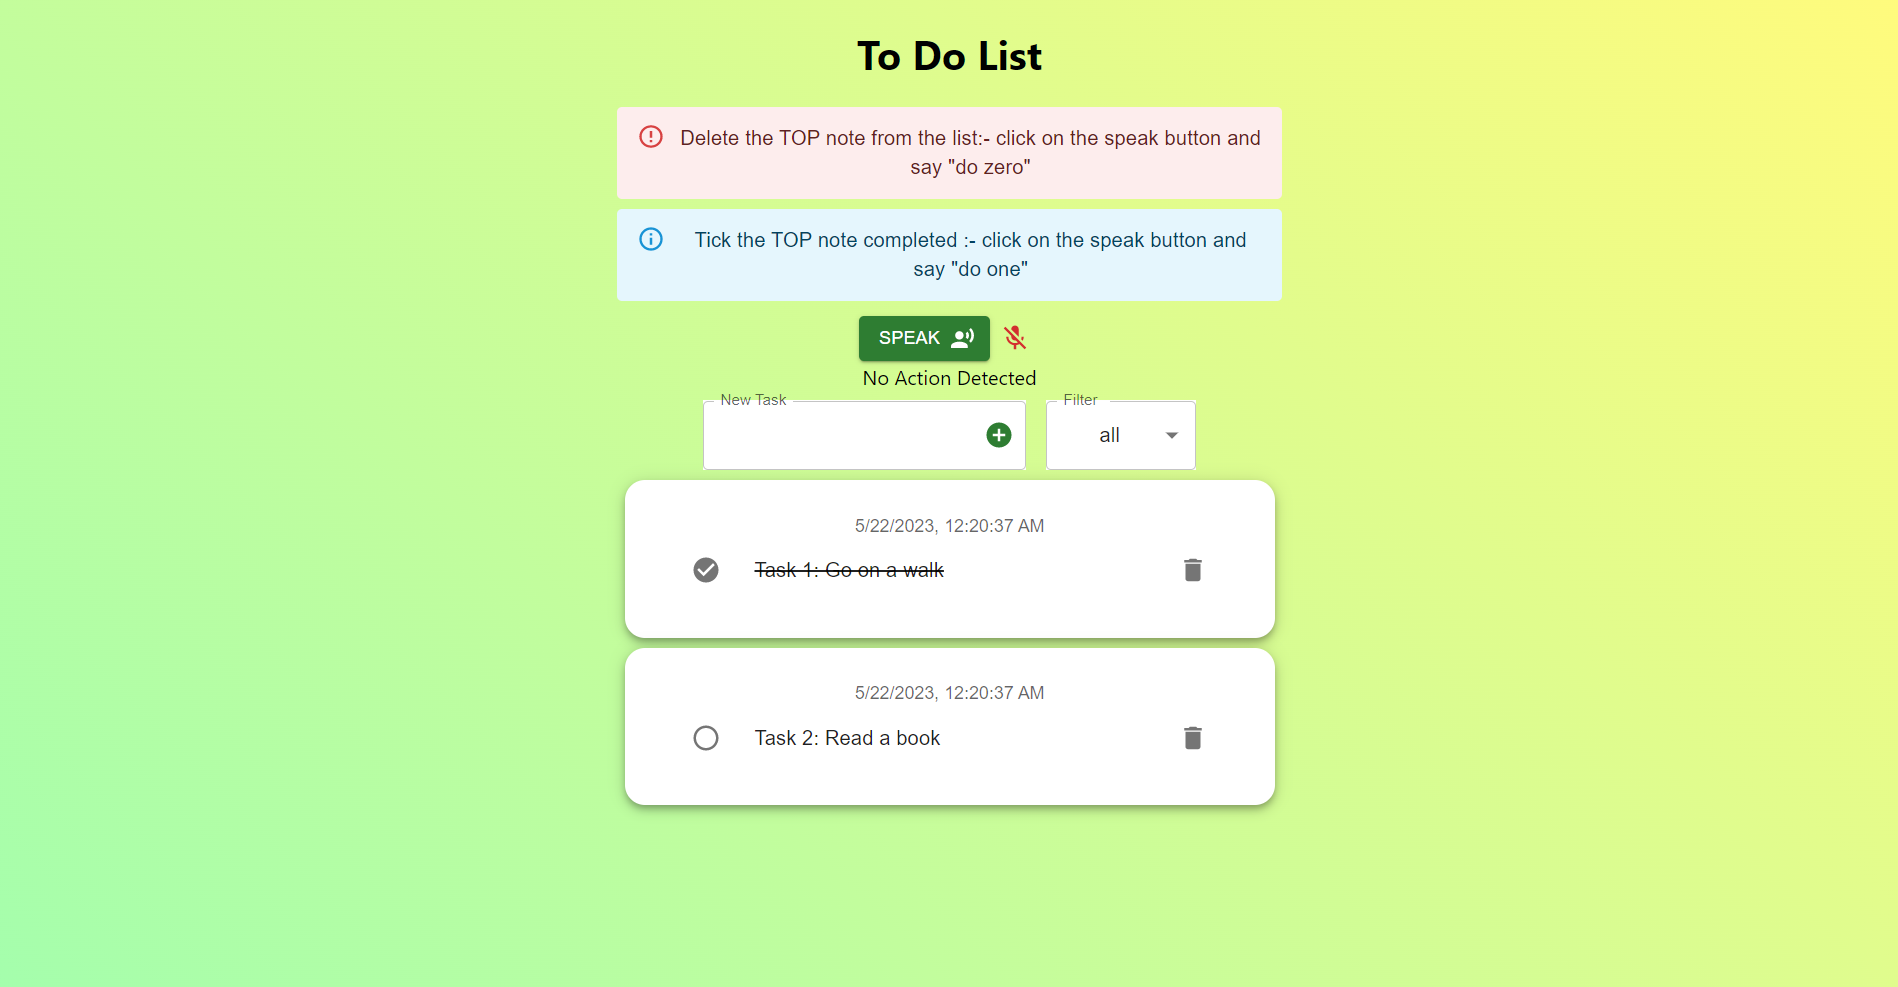 To Do List
Delete the TOP note from the list:- click on the speak button and
say "do zero"
Tick the TOP note completed :- click on the speak button and
say "do one"
SPEAK
No Action Detected
New Task
Filter
all
5/22/2023, 12:20:37 AM
Task 1: Go on a walk
5/22/2023, 12:20:37 AM
Task 2: Read a book